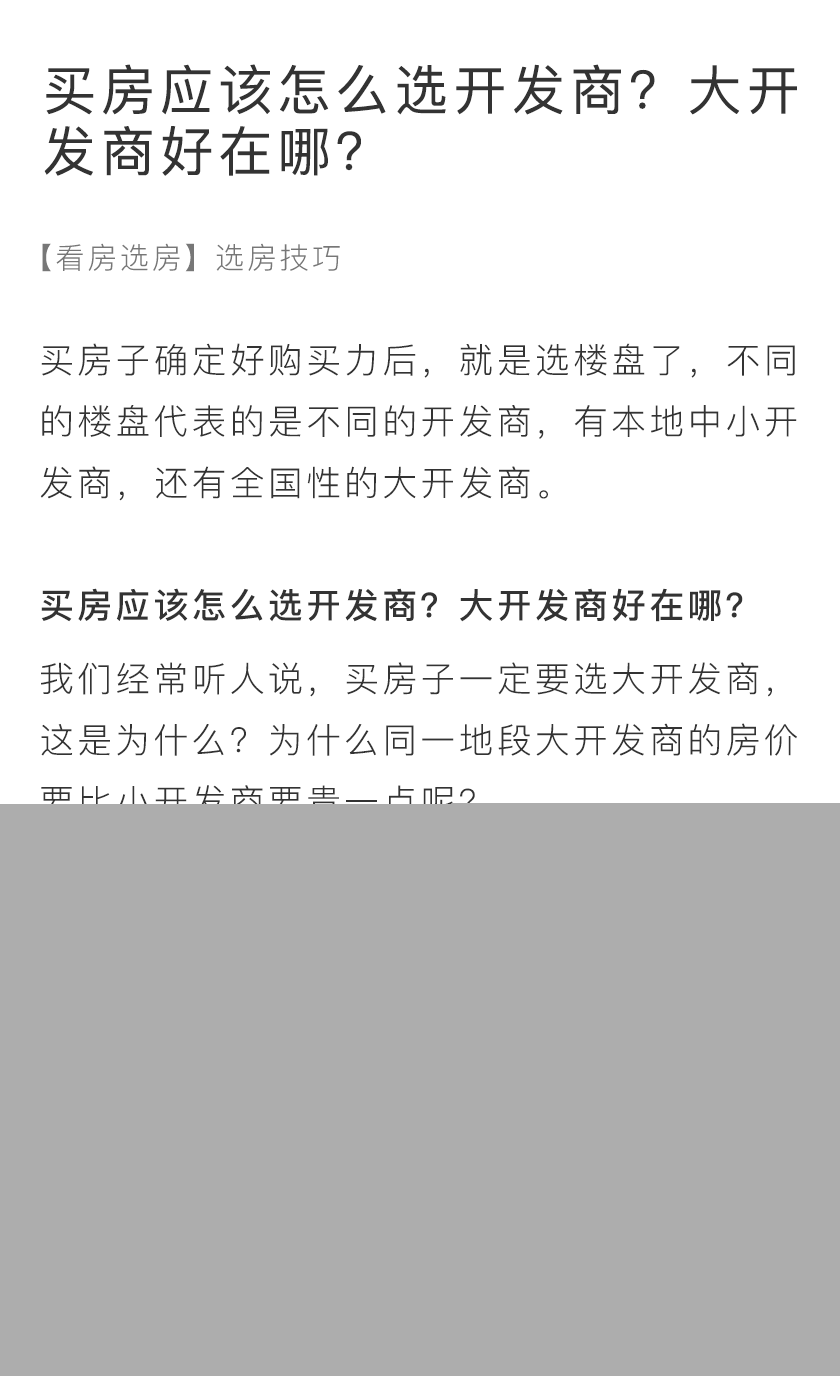 买房应该怎么选开发商？大开
发商好在哪？
【看房选房】选房技巧
买房子确定好购买力后，就是选楼盘了，不同
的楼盘代表的是不同的开发商，有本地中小开
发商，还有全国性的大开发商。
买房应该怎么选开发商？大开发商好在哪？
我们经常听人说，买房子一定要选大开发商，
这是为什么？为什么同一地段大开发商的房价
要比小开发商要贵一点呢？